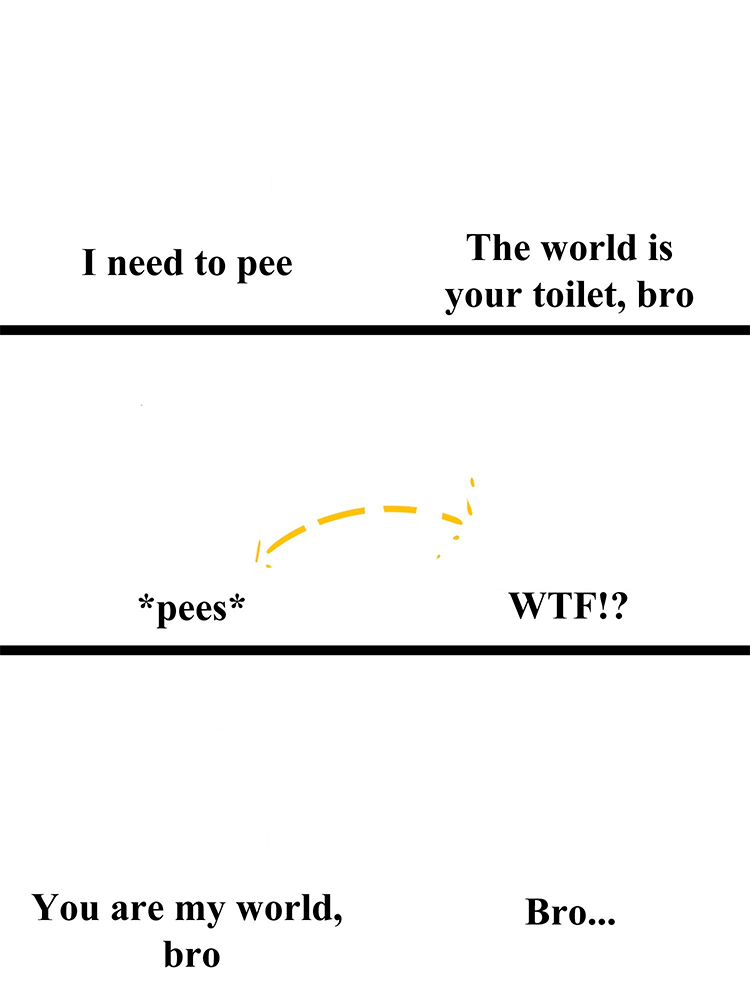 I need to pee
The world is
your toilet, bro
*pees*
WTF!?
You are my world,
bro
Bro...